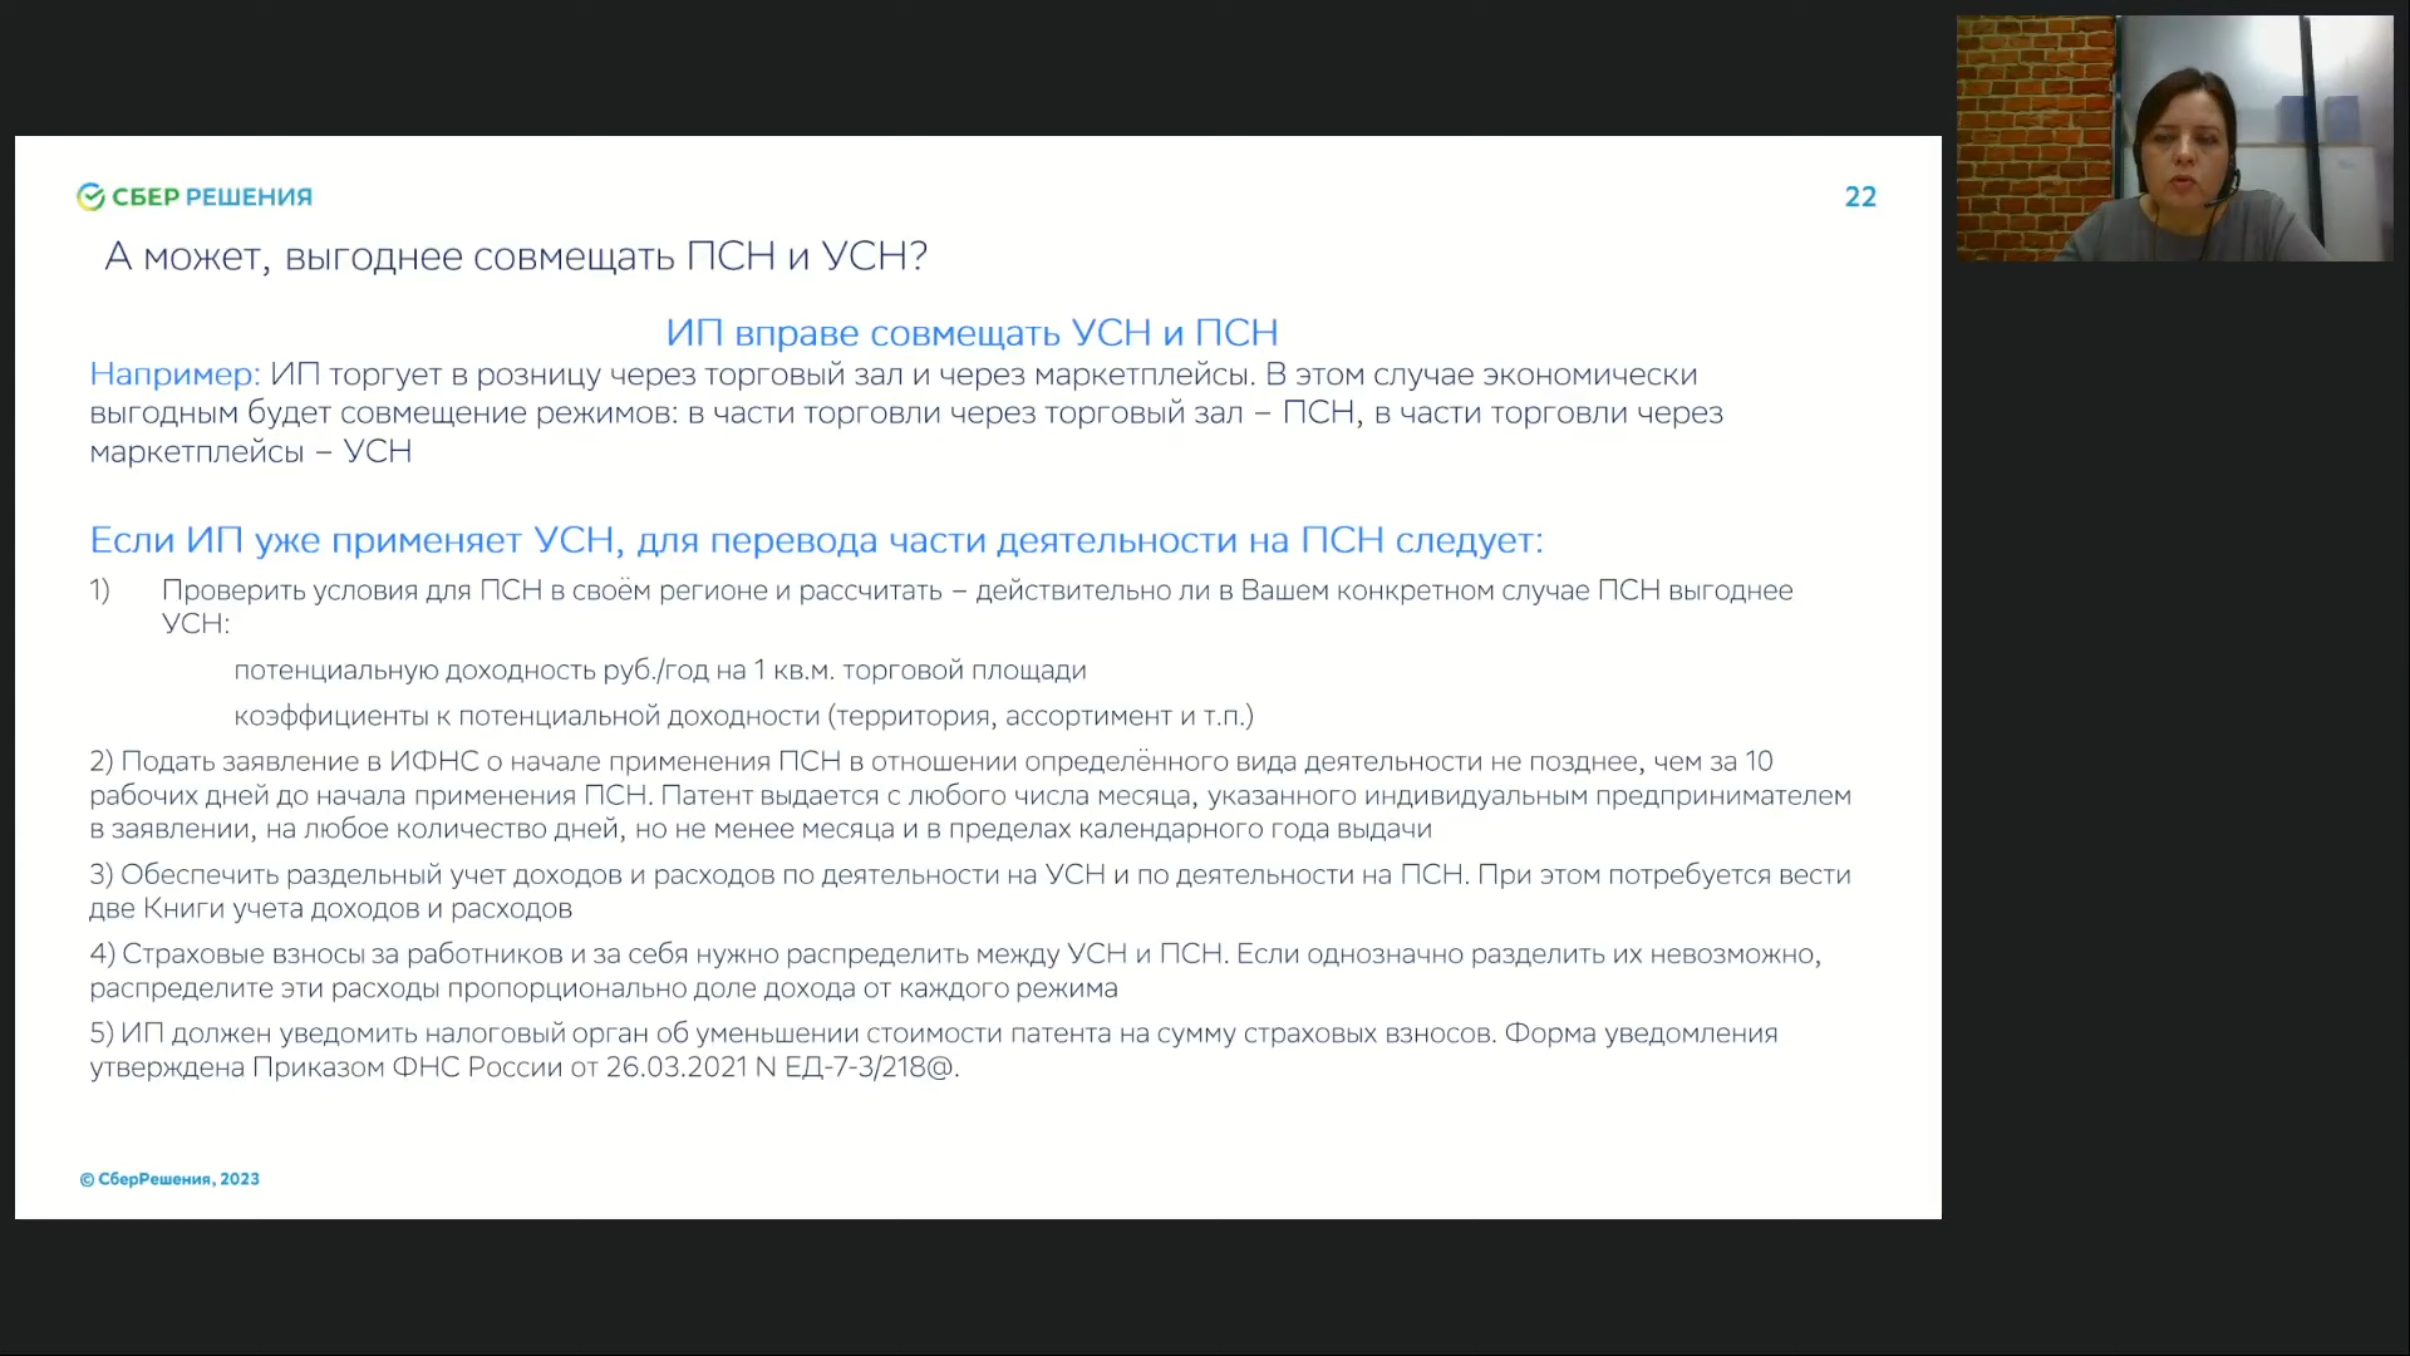 СБЕР РЕШЕНИЯ
22
А может, выгоднее совмещать ПСН и УСН?
ИП вправе совмещать УСН и ПСН
Например: ИП торгует в розницу через торговый зал и через маркетплейсы. В этом случае экономически
выгодным будет совмещение режимов: в части торговли через торговый зал – ПСН, в части торговли через
маркетплейсы – УСН
Если ИП уже применяет УСН, для перевода части деятельности на ПСН следует:
1) Проверить условия для ПСН в своём регионе и рассчитать – действительно ли в Вашем конкретном случае ПСН выгоднее
УСН:
потенциальную доходность руб./год на 1 кв.м. торговой площади
коэффициенты к потенциальной доходности (территория, ассортимент и т.п.)
2) Подать заявление в ИФНС о начале применения ПСН в отношении определённого вида деятельности не позднее, чем за 10
рабочих дней до начала применения ПСН. Патент выдается с любого числа месяца, указанного индивидуальным предпринимателем
в заявлении, на любое количество дней, но не менее месяца и в пределах календарного года выдачи
3) Обеспечить раздельный учет доходов и расходов по деятельности на УСН и по деятельности на ПСН. При этом потребуется вести
две Книги учета доходов и расходов
4) Страховые взносы за работников и за себя нужно распределить между УСН и ПСН. Если однозначно разделить их невозможно,
распределите эти расходы пропорционально доле дохода от каждого режима
5) ИП должен уведомить налоговый орган об уменьшении стоимости патента на сумму страховых взносов. Форма уведомления
утверждена Приказом ФНС России от 26.03.2021 N ЕД-7-3/218@.
© СберРешения, 2023